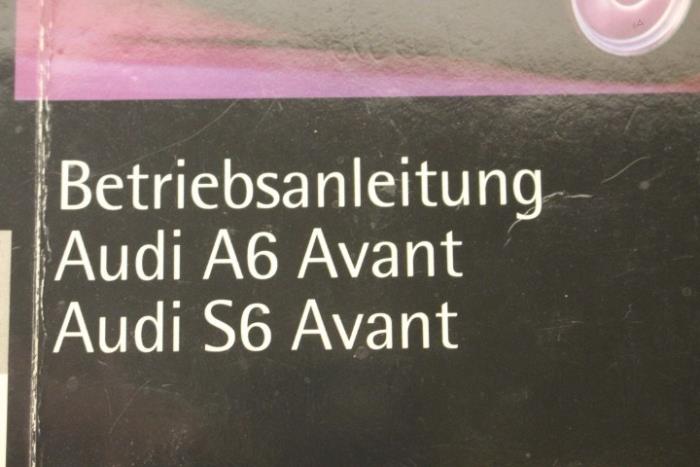 Betriebsanleitung
Audi A6 Avant
Audi S6 Avant